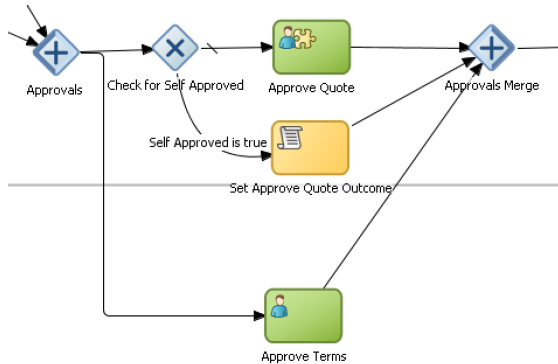 Approvals
Check for Self Approved
Approve Quote
Approvals Merge
Self Approved is true
Set Approve Quote Outcome
Approve Terms